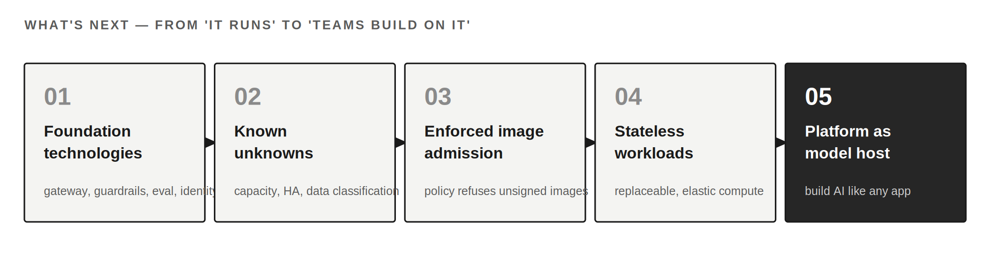 WHAT'S NEXT — FROM 'IT RUNS' TO 'TEAMS BUILD ON IT'
01
Foundation
technologies
gateway, guardrails, eval, identity
02
Known
unknowns
capacity, HA, data classification
03
Enforced image
admission
policy refuses unsigned images
04
Stateless
workloads
replaceable, elastic compute
05
Platform as
model host
build AI like any app